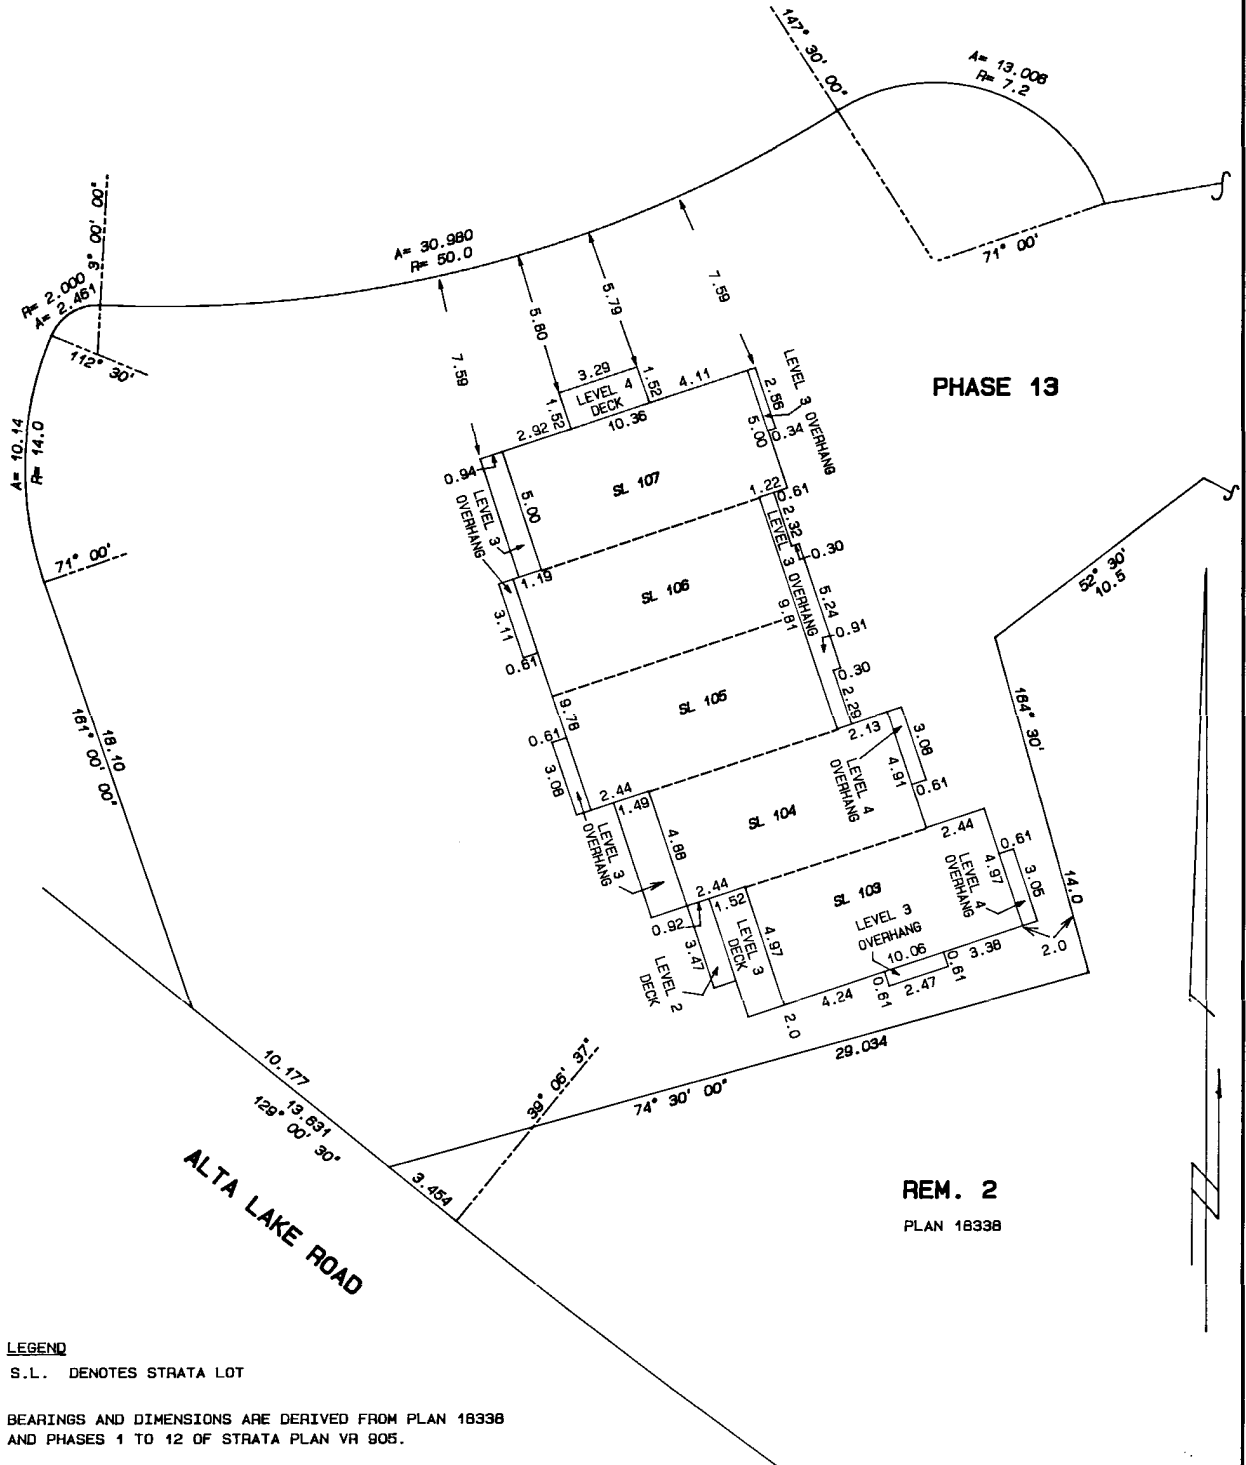 147° 30' 00"
A= 13.006
R= 7.2
71° 00'
A= 30.980
R= 50.0
3° 00' 00"
R= 2.000
A= 2.461
112° 30'
A= 10.14
R= 14.0
71° 00'
161° 00' 00"
18.10
7.59
5.80
5.79
7.59
PHASE 13
3.29
LEVEL 4
DECK
1.52
1.52
4.11
2.92
10.36
LEVEL 3 OVERHANG
2.56
5.00
0.34
0.94
LEVEL 3
OVERHANG
5.00
SL 107
1.22
0.61
2.32
0.30
LEVEL 3 OVERHANG
1.19
3.11
0.61
SL 106
9.81
5.24
0.91
0.30
2.29
9.78
SL 105
0.61
3.08
2.13
3.08
4.91
0.61
LEVEL 4
OVERHANG
2.44
1.49
LEVEL 3
OVERHANG
4.88
SL 104
2.44
0.61
4.97
3.05
LEVEL 4
OVERHANG
2.44
1.52
0.92
3.47
LEVEL 3
DECK
4.97
LEVEL 2
DECK
SL 103
LEVEL 3
OVERHANG
10.06
3.38
0.61
2.47
0.61
4.24
2.0
2.0
52° 30'
10.5
164° 30'
14.0
29.034
74° 30' 00"
10.177
13.631
129° 00' 30"
39° 06' 37"
3.454
ALTA LAKE ROAD
REM. 2
PLAN 18338
LEGEND
S.L. DENOTES STRATA LOT
BEARINGS AND DIMENSIONS ARE DERIVED FROM PLAN 18338
AND PHASES 1 TO 12 OF STRATA PLAN VR 905.